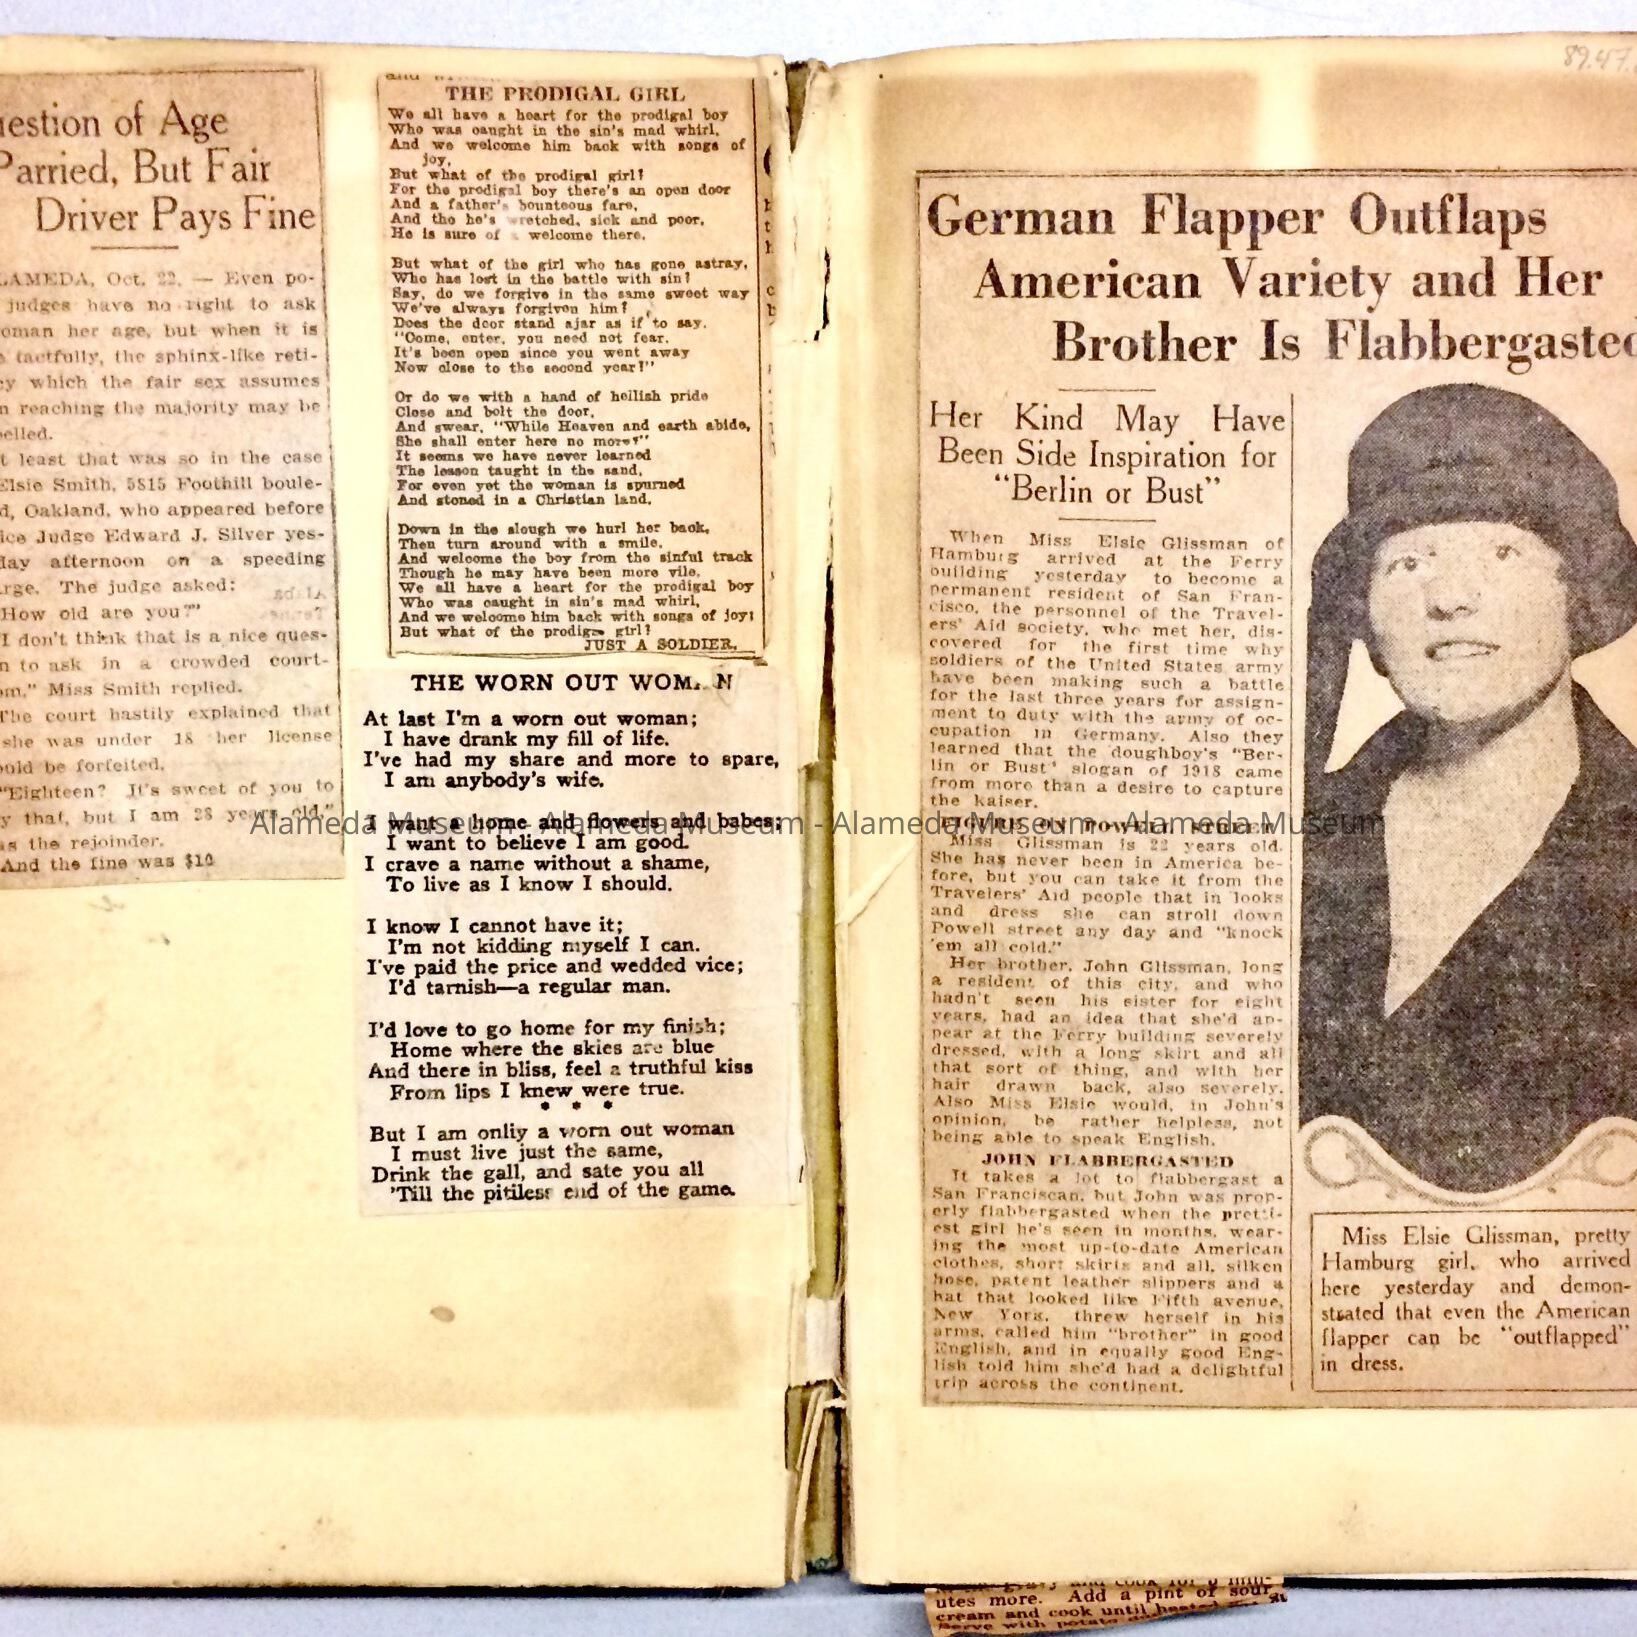 uestion of Age
Parried, But Fair
Driver Pays Fine
LAMEDA, Oct. 22. — Even po-
judges have no right to ask
oman her age, but when it is
e tactfully, the sphinx-like reti-
cy which the fair sex assumes
n reaching the majority may be
elled.
t least that was so in the case
Elsie Smith, 5815 Foothill boule-
d, Oakland, who appeared before
ice Judge Edward J. Silver yes-
day afternoon on a speeding
arge. The judge asked:
"How old are you?"
"I don't think that is a nice ques-
n to ask in a crowded court-
om," Miss Smith replied.
The court hastily explained that
she was under 18 her license
ould be forfeited.
"Eighteen? It's sweet of you to
y that, but I am 28 years old,"
as the rejoinder.
And the fine was $10
THE PRODIGAL GIRL
We all have a heart for the prodigal boy
Who was caught in the sin's mad whirl,
And we welcome him back with songs of
joy,
But what of the prodigal girl?
For the prodigal boy there's an open door
And a father's bounteous fare,
And tho he's wretched, sick and poor,
He is sure of a welcome there.
But what of the girl who has gone astray,
Who has lost in the battle with sin?
Say, do we forgive in the same sweet way
We've always forgiven him?
Does the door stand ajar as if to say,
"Come, enter, you need not fear,
It's been open since you went away
Now close to the second year!"
Or do we with a hand of hellish pride
Close and bolt the door,
And swear, "While Heaven and earth abide,
She shall enter here no more?"
It seems we have never learned
The lesson taught in the sand,
For even yet the woman is spurned
And stoned in a Christian land.
Down in the slough we hurl her back,
Then turn around with a smile,
And welcome the boy from the sinful track
Though he may have been more vile.
We all have a heart for the prodigal boy
Who was caught in sin's mad whirl,
And we welcome him back with songs of joy!
But what of the prodigal girl?
JUST A SOLDIER.
THE WORN OUT WOM N
At last I'm a worn out woman;
I have drank my fill of life.
I've had my share and more to spare,
I am anybody's wife.
I want a home and flowers and babes;
I want to believe I am good.
I crave a name without a shame,
To live as I know I should.
I know I cannot have it;
I'm not kidding myself I can.
I've paid the price and wedded vice;
I'd tarnish—a regular man.
I'd love to go home for my finish;
Home where the skies are blue
And there in bliss, feel a truthful kiss
From lips I knew were true.
* * *
But I am onliy a worn out woman
I must live just the same,
Drink the gall, and sate you all
'Till the pitiless end of the game.
89.47.
German Flapper Outflaps
American Variety and Her
Brother Is Flabbergasted
Her Kind May Have
Been Side Inspiration for
"Berlin or Bust"
When Miss Elsie Glissman of
Hamburg arrived at the Ferry
building yesterday to become a
permanent resident of San Fran-
cisco, the personnel of the Travel-
ers' Aid society, who met her, dis-
covered for the first time why
soldiers of the United States army
have been making such a battle
for the last three years for assign-
ment to duty with the army of oc-
cupation in Germany. Also they
learned that the doughboy's "Ber-
lin or Bust" slogan of 1918 came
from more than a desire to capture
the kaiser.
ON POWELL STREET
Miss Glissman is 22 years old.
She has never been in America be-
fore, but you can take it from the
Travelers' Aid people that in looks
and dress she can stroll down
Powell street any day and "knock
'em all cold."
Her brother, John Glissman, long
a resident of this city, and who
hadn't seen his sister for eight
years, had an idea that she'd ap-
pear at the Ferry building severely
dressed, with a long skirt and all
that sort of thing, and with her
hair drawn back, also severely.
Also Miss Elsie would, in John's
opinion, be rather helpless, not
being able to speak English.
JOHN FLABBERGASTED
It takes a lot to flabbergast a
San Franciscan, but John was prop-
erly flabbergasted when the pretti-
est girl he's seen in months, wear-
ing the most up-to-date American
clothes, short skirts and all, silken
hose, patent leather slippers and a
hat that looked like Fifth avenue,
New York, threw herself in his
arms, called him "brother" in good
English, and in equally good Eng-
lish told him she'd had a delightful
trip across the continent.
Miss Elsie Glissman, pretty
Hamburg girl, who arrived
here yesterday and demon-
strated that even the American
flapper can be "outflapped"
in dress.
utes more. Add a pint of sour
cream and cook until heated
Serve with potato
Alameda Museum - Alameda Museum - Alameda Museum - Alameda Museum